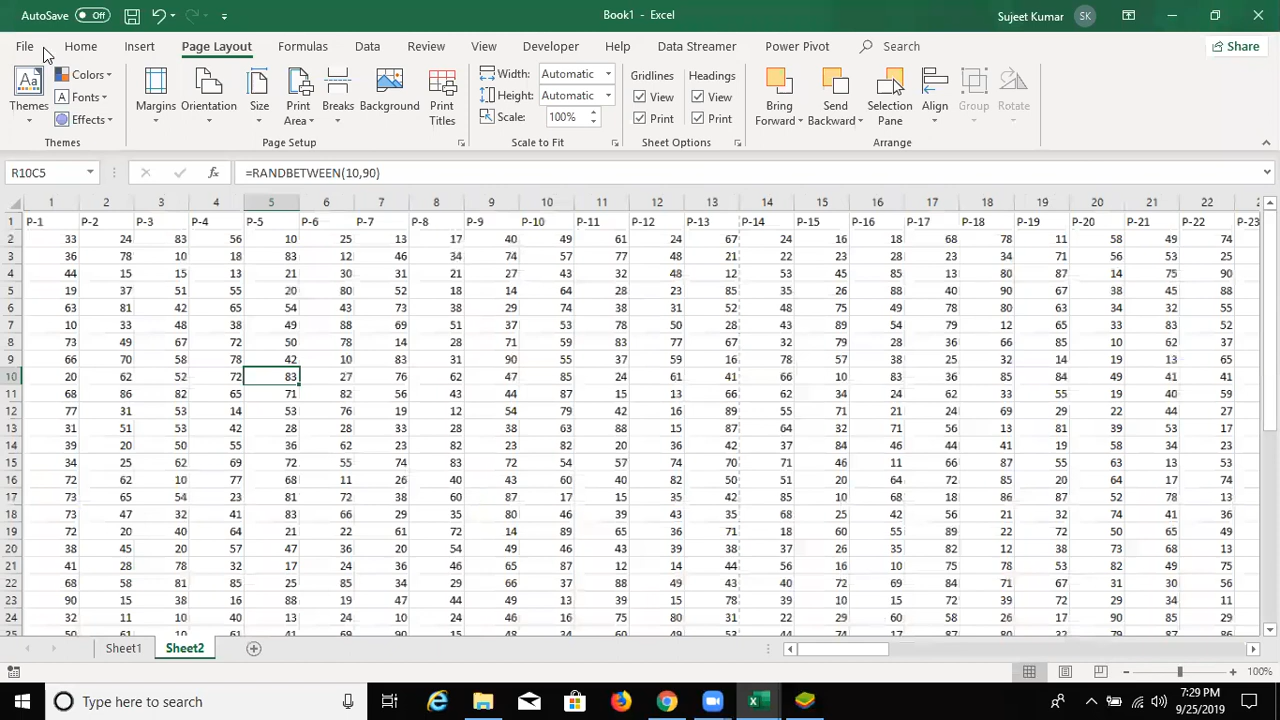 AutoSave Off Book1 - Excel Sujeet Kumar SK
File Home Insert Page Layout Formulas Data Review View Developer Help Data Streamer Power Pivot Search Share
Aa Themes Colors Fonts Effects Margins Orientation Size Print Area Breaks Background Print Titles Width: Automatic Height: Automatic Scale: 100% Gridlines View Print Headings View Print Bring Forward Send Backward Selection Pane Align Group Rotate
Themes Page Setup Scale to Fit Sheet Options Arrange
R10C5 fx =RANDBETWEEN(10,90)
1 2 3 4 5 6 7 8 9 10 11 12 13 14 15 16 17 18 19 20 21 22
1 P-1 P-2 P-3 P-4 P-5 P-6 P-7 P-8 P-9 P-10 P-11 P-12 P-13 P-14 P-15 P-16 P-17 P-18 P-19 P-20 P-21 P-22 P-23
2 33 24 83 56 10 25 13 17 40 49 61 24 67 24 16 18 68 78 11 58 49 74
3 36 78 10 18 83 12 46 34 74 57 77 48 21 22 23 28 23 34 71 56 53 25
4 44 15 15 13 21 30 31 21 27 43 32 48 12 53 45 85 13 80 87 14 75 90
5 19 37 51 55 20 80 52 18 14 64 28 23 85 35 26 88 40 90 67 38 45 88
6 63 81 42 65 54 43 73 38 29 74 38 31 52 48 75 49 78 80 63 34 32 55
7 10 33 48 38 49 88 69 51 37 53 78 50 28 43 89 54 79 12 65 33 83 52
8 73 49 67 72 50 78 14 28 71 59 83 77 67 32 79 28 36 66 85 10 62 37
9 66 70 58 78 42 10 83 31 90 55 37 59 16 78 57 38 25 32 14 19 13 65
10 20 62 52 72 83 27 76 62 47 85 24 61 41 66 10 83 36 85 84 49 41 41
11 68 86 82 65 71 82 56 43 44 87 15 13 66 62 34 24 62 33 55 19 40 59
12 77 31 53 14 53 76 19 12 54 79 42 16 89 55 71 21 24 69 29 22 44 27
13 31 51 53 42 28 28 33 28 38 11 88 15 87 64 32 71 56 13 81 39 53 17
14 39 20 50 55 36 62 23 82 23 82 20 36 42 37 84 46 44 41 19 58 34 23
15 34 25 62 69 72 55 74 83 72 54 57 74 70 71 46 11 66 87 55 63 13 53
16 72 62 10 77 68 11 26 40 43 60 40 82 50 51 20 64 72 63 20 64 17 74
17 73 65 54 23 81 72 38 60 87 17 15 35 42 85 10 68 18 86 87 52 78 13
18 73 47 32 41 83 66 29 35 80 46 39 43 35 68 25 42 56 21 32 74 41 36
19 72 20 40 64 21 22 61 72 14 89 65 36 71 18 60 55 89 22 72 50 65 49
20 38 45 20 57 47 36 20 54 49 46 43 39 38 37 26 35 82 12 38 73 68 13
21 41 28 78 32 17 24 36 46 65 87 12 14 44 56 16 10 75 78 53 82 49 75
22 68 58 81 85 25 85 34 29 66 37 88 49 43 40 72 69 84 71 67 31 30 56
23 90 15 38 16 88 19 47 44 49 13 39 15 78 39 10 15 72 39 72 29 34 11
24 32 11 10 40 13 24 10 24 46 75 80 31 22 29 60 58 26 17 90 85 29
Sheet1 Sheet2
100%
Type here to search 7:29 PM
9/25/2019